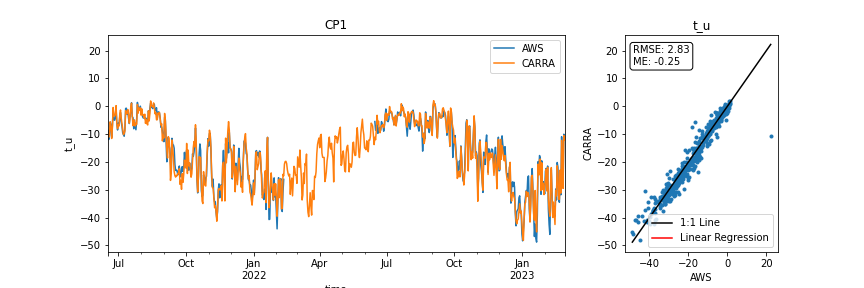 CP1
t_u
20
10
0
−10
−20
−30
−40
−50
AWS
CARRA
Jul
Oct
Jan
2022
Apr
Jul
Oct
Jan
2023
time
t_u
RMSE: 2.83
ME: -0.25
CARRA
20
10
0
−10
−20
−30
−40
−50
1:1 Line
Linear Regression
−40
−20
0
20
AWS